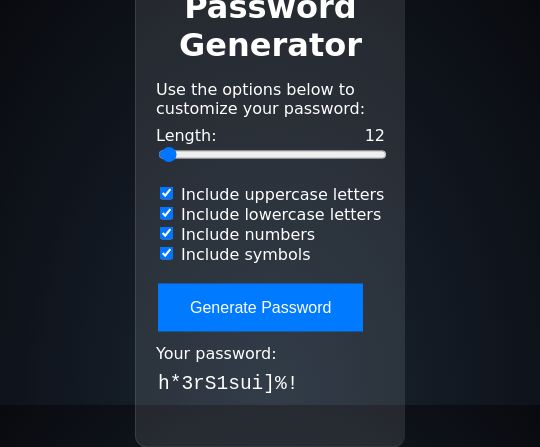 Password
Generator
Use the options below to
customize your password:
Length: 12
Include uppercase letters
Include lowercase letters
Include numbers
Include symbols
Generate Password
Your password:
h*3rS1sui]%!